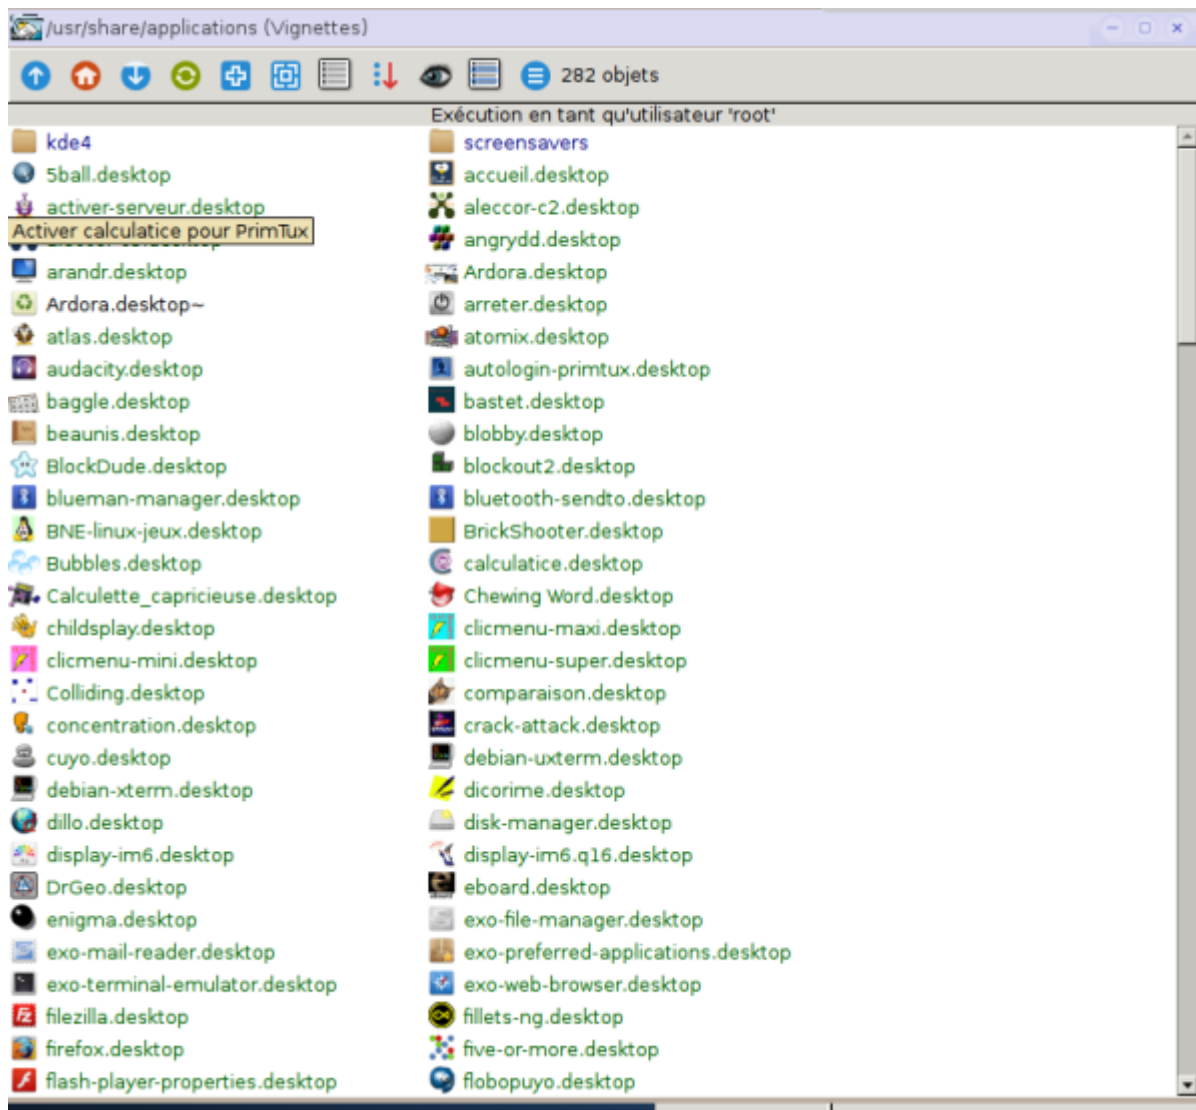 /usr/share/applications (Vignettes)
282 objets
Exécution en tant qu'utilisateur 'root'
kde4 screensavers
5ball.desktop accueil.desktop
activer-serveur.desktop aleccor-c2.desktop
Activer calculatice pour PrimTux
angrydd.desktop
arandr.desktop Ardora.desktop
Ardora.desktop~ arreter.desktop
atlas.desktop atomix.desktop
audacity.desktop autologin-primtux.desktop
baggle.desktop bastet.desktop
beaunis.desktop blobby.desktop
BlockDude.desktop blockout2.desktop
blueman-manager.desktop bluetooth-sendto.desktop
BNE-linux-jeux.desktop BrickShooter.desktop
Bubbles.desktop calculatice.desktop
Calculette_capricieuse.desktop Chewing Word.desktop
childsplay.desktop clicmenu-maxi.desktop
clicmenu-mini.desktop clicmenu-super.desktop
Colliding.desktop comparaison.desktop
concentration.desktop crack-attack.desktop
cuyo.desktop debian-uxterm.desktop
debian-xterm.desktop dicorime.desktop
dillo.desktop disk-manager.desktop
display-im6.desktop display-im6.q16.desktop
DrGeo.desktop eboard.desktop
enigma.desktop exo-file-manager.desktop
exo-mail-reader.desktop exo-preferred-applications.desktop
exo-terminal-emulator.desktop exo-web-browser.desktop
filezilla.desktop fillets-ng.desktop
firefox.desktop five-or-more.desktop
flash-player-properties.desktop flobopuyo.desktop